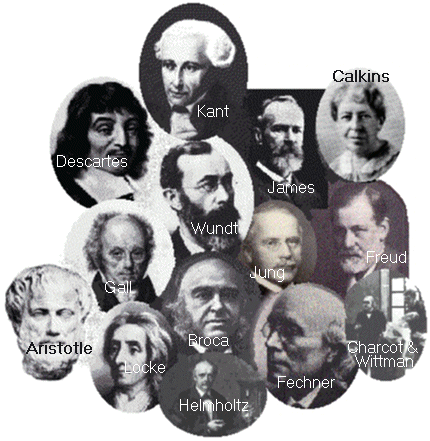 Calkins
Kant
Descartes
James
Wundt
Freud
Jung
Gall
Broca
Aristotle
Charcot &
Wittman
Locke
Fechner
Helmholtz